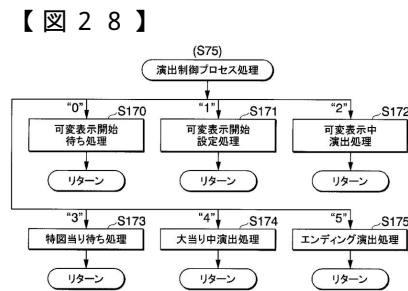 【図２８】
(S75)
演出制御プロセス処理
“0” S170
可変表示開始
待ち処理
リターン
“1” S171
可変表示開始
設定処理
リターン
“2” S172
可変表示中
演出処理
リターン
“3” S173
特図当り待ち処理
リターン
“4” S174
大当り中演出処理
リターン
“5” S175
エンディング演出処理
リターン